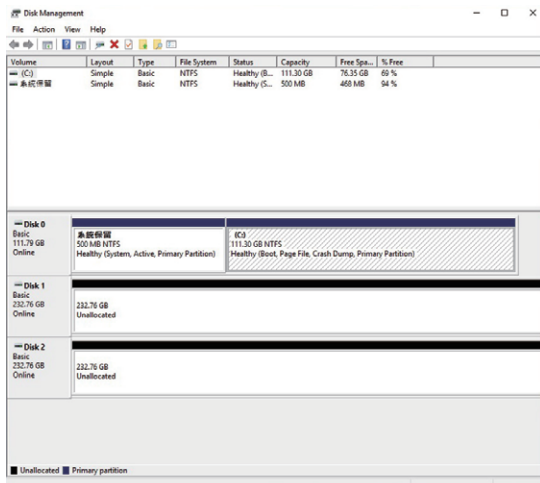 Disk Management
File Action View Help
Volume Layout Type File System Status Capacity Free Spa... % Free
(C:) Simple Basic NTFS Healthy (B... 111.30 GB 76.35 GB 69 %
系統保留 Simple Basic NTFS Healthy (S... 500 MB 468 MB 94 %
Disk 0
Basic
111.79 GB
Online
系統保留
500 MB NTFS
Healthy (System, Active, Primary Partition)
(C:)
111.30 GB NTFS
Healthy (Boot, Page File, Crash Dump, Primary Partition)
Disk 1
Basic
232.76 GB
Online
232.76 GB
Unallocated
Disk 2
Basic
232.76 GB
Online
232.76 GB
Unallocated
Unallocated Primary partition